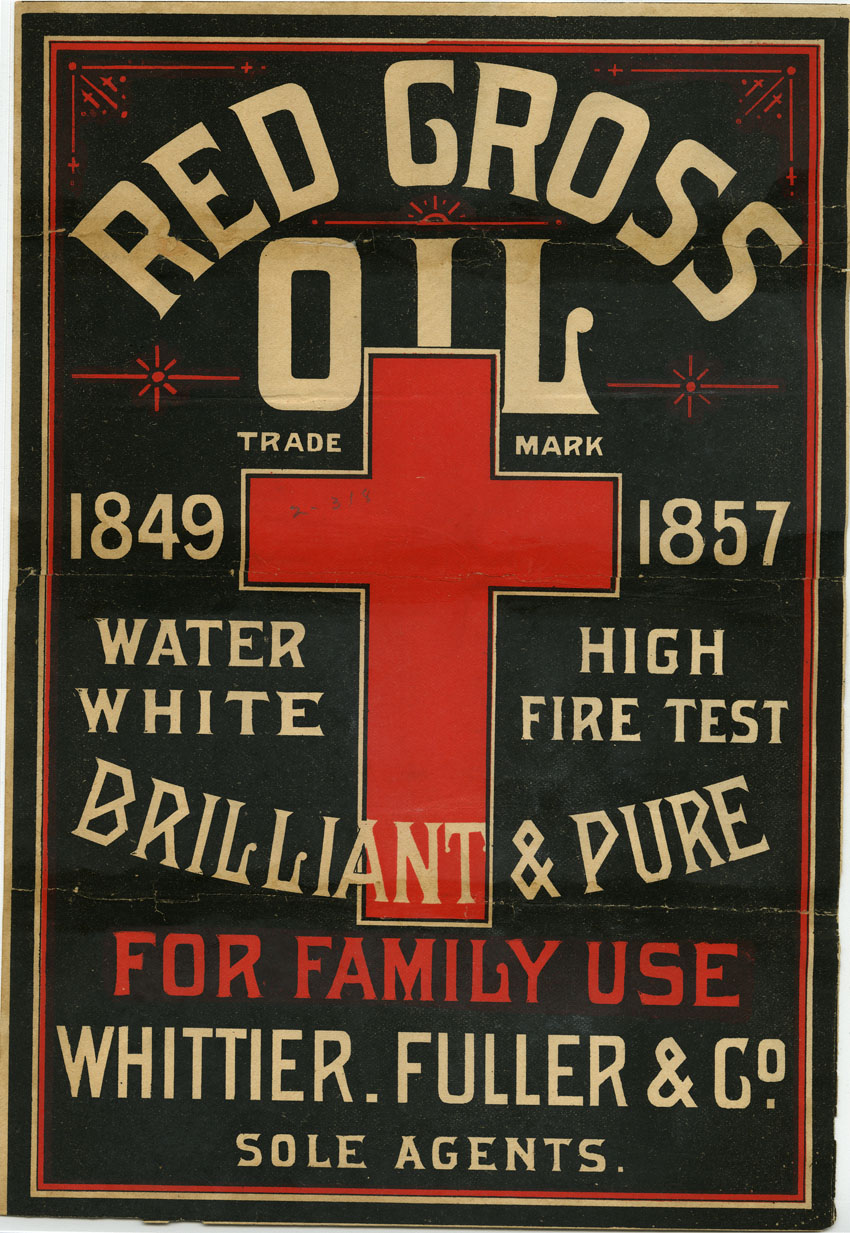 RED CROSS
OIL
TRADE MARK
1849 1857
WATER HIGH
WHITE FIRE TEST
BRILLIANT & PURE
FOR FAMILY USE
WHITTIER. FULLER & Co.
SOLE AGENTS.